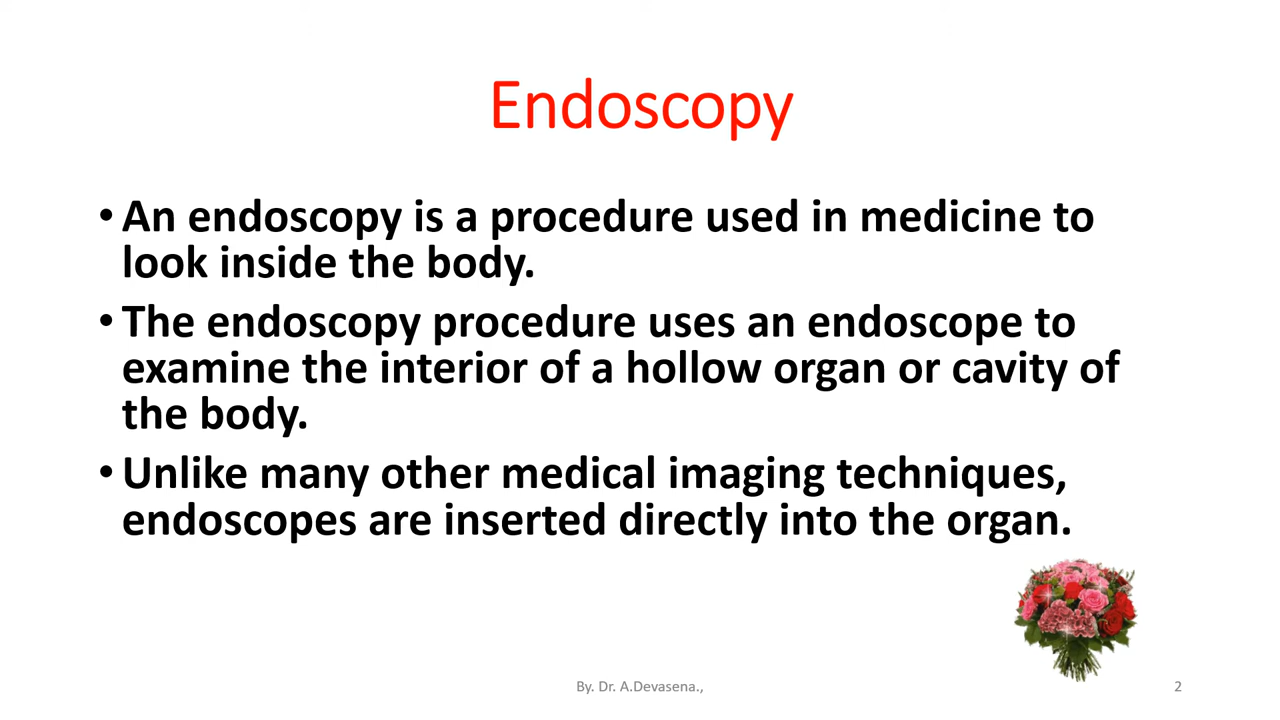 Endoscopy
• An endoscopy is a procedure used in medicine to
look inside the body.
• The endoscopy procedure uses an endoscope to
examine the interior of a hollow organ or cavity of
the body.
• Unlike many other medical imaging techniques,
endoscopes are inserted directly into the organ.
By. Dr. A.Devasena.,
2